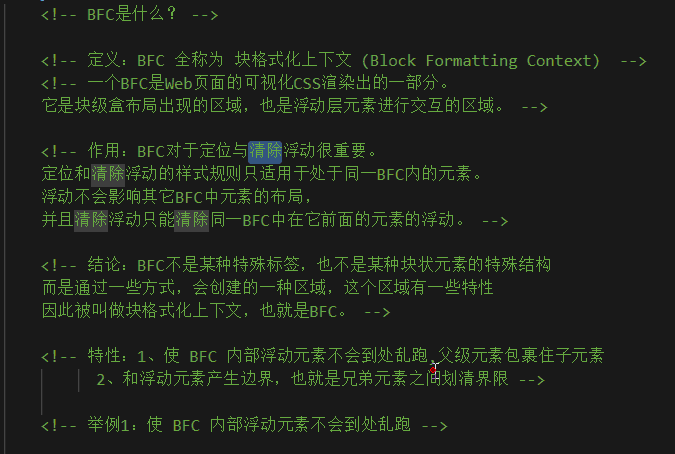 <!-- BFC是什么？ -->
<!-- 定义：BFC 全称为 块格式化上下文 (Block Formatting Context)  -->
<!-- 一个BFC是Web页面的可视化CSS渲染出的一部分。
它是块级盒布局出现的区域，也是浮动层元素进行交互的区域。 -->
<!-- 作用：BFC对于定位与清除浮动很重要。
定位和清除浮动的样式规则只适用于处于同一BFC内的元素。
浮动不会影响其它BFC中元素的布局，
并且清除浮动只能清除同一BFC中在它前面的元素的浮动。 -->
<!-- 结论：BFC不是某种特殊标签，也不是某种块状元素的特殊结构
而是通过一些方式，会创建的一种区域，这个区域有一些特性
因此被叫做块格式化上下文，也就是BFC。 -->
<!-- 特性：1、使 BFC 内部浮动元素不会到处乱跑,父级元素包裹住子元素
2、和浮动元素产生边界，也就是兄弟元素之间划清界限 -->
<!-- 举例1：使 BFC 内部浮动元素不会到处乱跑 -->